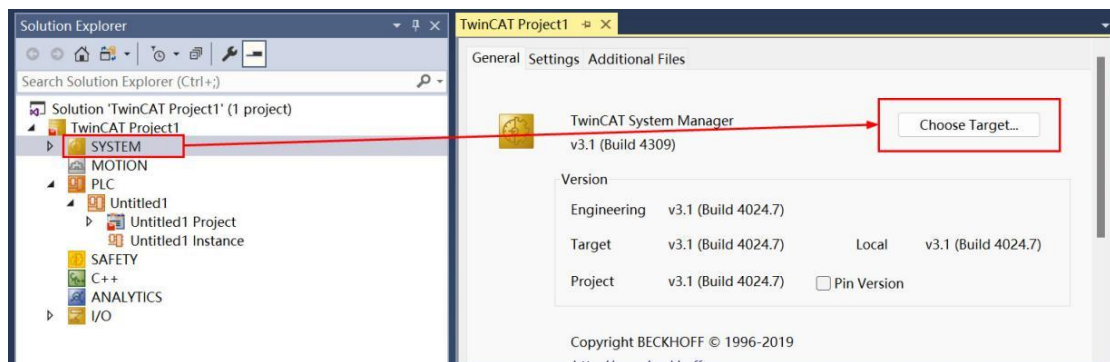 Solution Explorer
Search Solution Explorer (Ctrl+;)
Solution 'TwinCAT Project1' (1 project)
TwinCAT Project1
SYSTEM
MOTION
PLC
Untitled1
Untitled1 Project
Untitled1 Instance
SAFETY
C++
ANALYTICS
I/O
TwinCAT Project1
General Settings Additional Files
TwinCAT System Manager
v3.1 (Build 4309)
Choose Target...
Version
Engineering v3.1 (Build 4024.7)
Target v3.1 (Build 4024.7) Local v3.1 (Build 4024.7)
Project v3.1 (Build 4024.7) Pin Version
Copyright BECKHOFF © 1996-2019